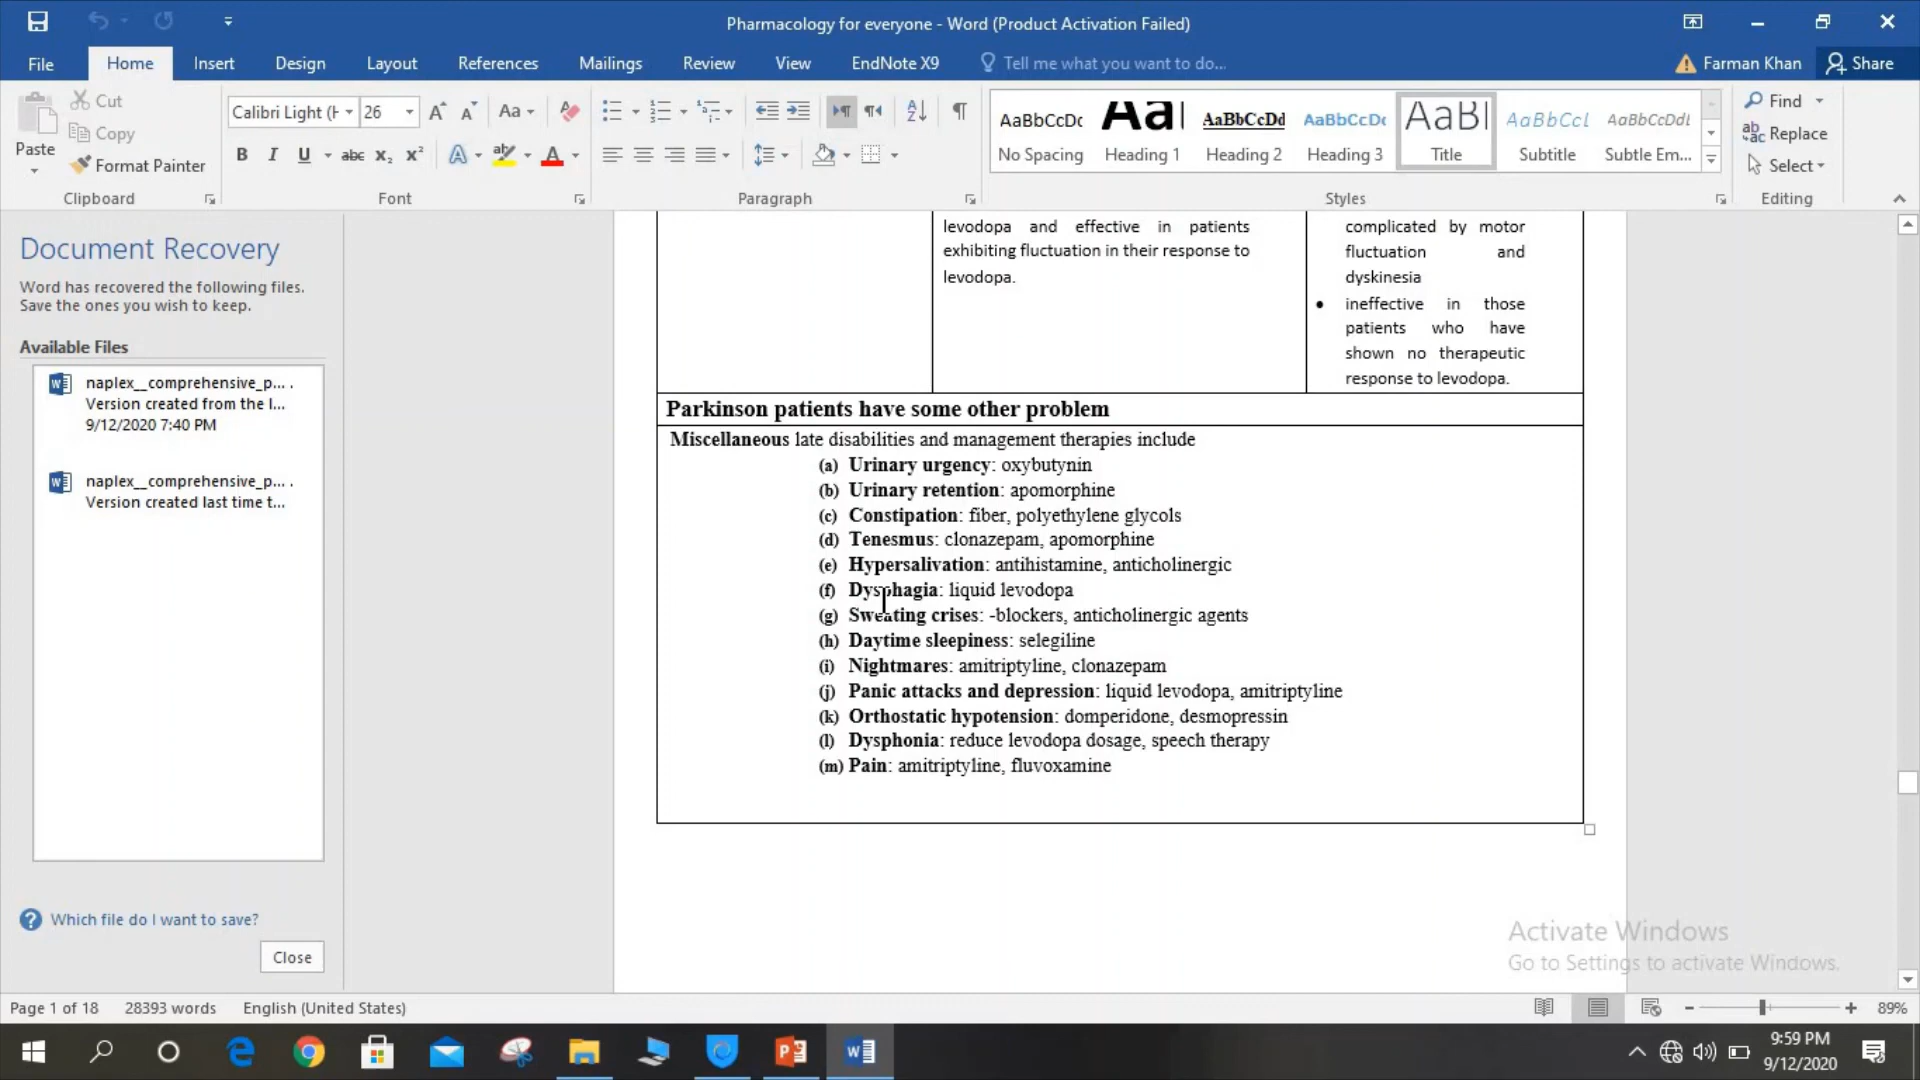 Pharmacology for everyone - Word (Product Activation Failed)
File Home Insert Design Layout References Mailings Review View EndNote X9 Tell me what you want to do... Farman Khan Share
Paste
Cut
Copy
Format Painter
Clipboard
Calibri Light (H 26
Font
Paragraph
AaBbCcDc AaB AaBbCcDd AaBbCcDc AaBI AaBbCcL AaBbCcDdL
No Spacing Heading 1 Heading 2 Heading 3 Title Subtitle Subtle Em...
Styles
Find
Replace
Select
Editing
Document Recovery
Word has recovered the following files.
Save the ones you wish to keep.
Available Files
naplex__comprehensive_p... .
Version created from the l...
9/12/2020 7:40 PM
naplex__comprehensive_p... .
Version created last time t...
Which file do I want to save?
Close
levodopa and effective in patients
exhibiting fluctuation in their response to
levodopa.
complicated by motor
fluctuation and
dyskinesia
• ineffective in those
patients who have
shown no therapeutic
response to levodopa.
Parkinson patients have some other problem
Miscellaneous late disabilities and management therapies include
(a) Urinary urgency: oxybutynin
(b) Urinary retention: apomorphine
(c) Constipation: fiber, polyethylene glycols
(d) Tenesmus: clonazepam, apomorphine
(e) Hypersalivation: antihistamine, anticholinergic
(f) Dysphagia: liquid levodopa
(g) Sweating crises: -blockers, anticholinergic agents
(h) Daytime sleepiness: selegiline
(i) Nightmares: amitriptyline, clonazepam
(j) Panic attacks and depression: liquid levodopa, amitriptyline
(k) Orthostatic hypotension: domperidone, desmopressin
(l) Dysphonia: reduce levodopa dosage, speech therapy
(m) Pain: amitriptyline, fluvoxamine
Activate Windows
Go to Settings to activate Windows.
Page 1 of 18 28393 words English (United States) 89%
9:59 PM
9/12/2020